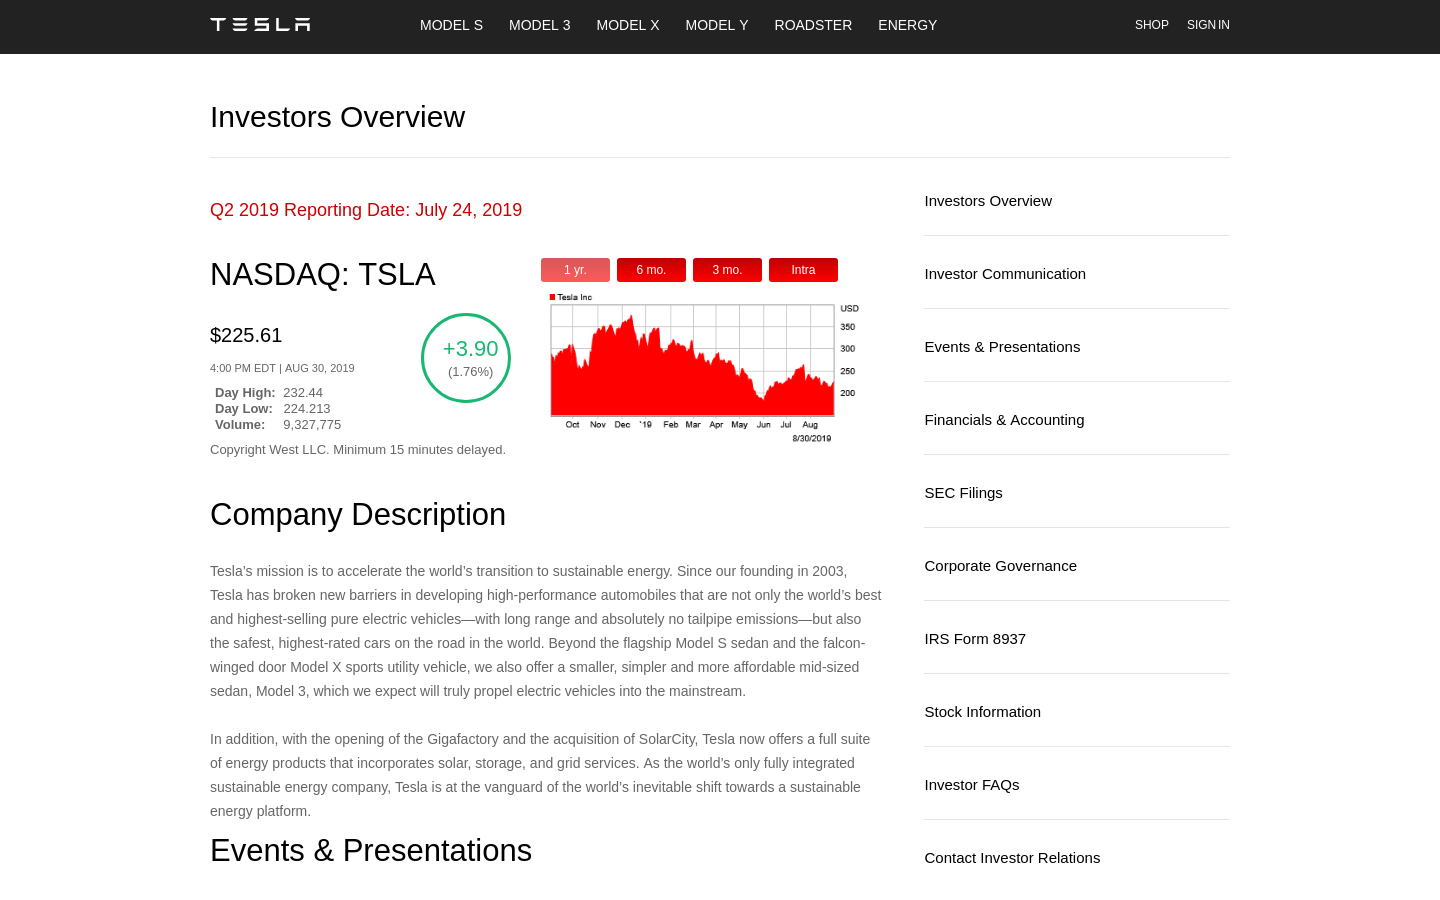 TESLA
MODEL S MODEL 3 MODEL X MODEL Y ROADSTER ENERGY
SHOP SIGN IN
Investors Overview
Q2 2019 Reporting Date: July 24, 2019
NASDAQ: TSLA
$225.61
4:00 PM EDT | AUG 30, 2019
+3.90
(1.76%)
Day High: 232.44
Day Low: 224.213
Volume: 9,327,775
Copyright West LLC. Minimum 15 minutes delayed.
1 yr. 6 mo. 3 mo. Intra
Tesla Inc
USD
350
300
250
200
Oct Nov Dec '19 Feb Mar Apr May Jun Jul Aug
8/30/2019
Company Description
Tesla’s mission is to accelerate the world’s transition to sustainable energy. Since our founding in 2003,
Tesla has broken new barriers in developing high-performance automobiles that are not only the world’s best
and highest-selling pure electric vehicles—with long range and absolutely no tailpipe emissions—but also
the safest, highest-rated cars on the road in the world. Beyond the flagship Model S sedan and the falcon-
winged door Model X sports utility vehicle, we also offer a smaller, simpler and more affordable mid-sized
sedan, Model 3, which we expect will truly propel electric vehicles into the mainstream.
In addition, with the opening of the Gigafactory and the acquisition of SolarCity, Tesla now offers a full suite
of energy products that incorporates solar, storage, and grid services. As the world’s only fully integrated
sustainable energy company, Tesla is at the vanguard of the world’s inevitable shift towards a sustainable
energy platform.
Events & Presentations
Investors Overview
Investor Communication
Events & Presentations
Financials & Accounting
SEC Filings
Corporate Governance
IRS Form 8937
Stock Information
Investor FAQs
Contact Investor Relations